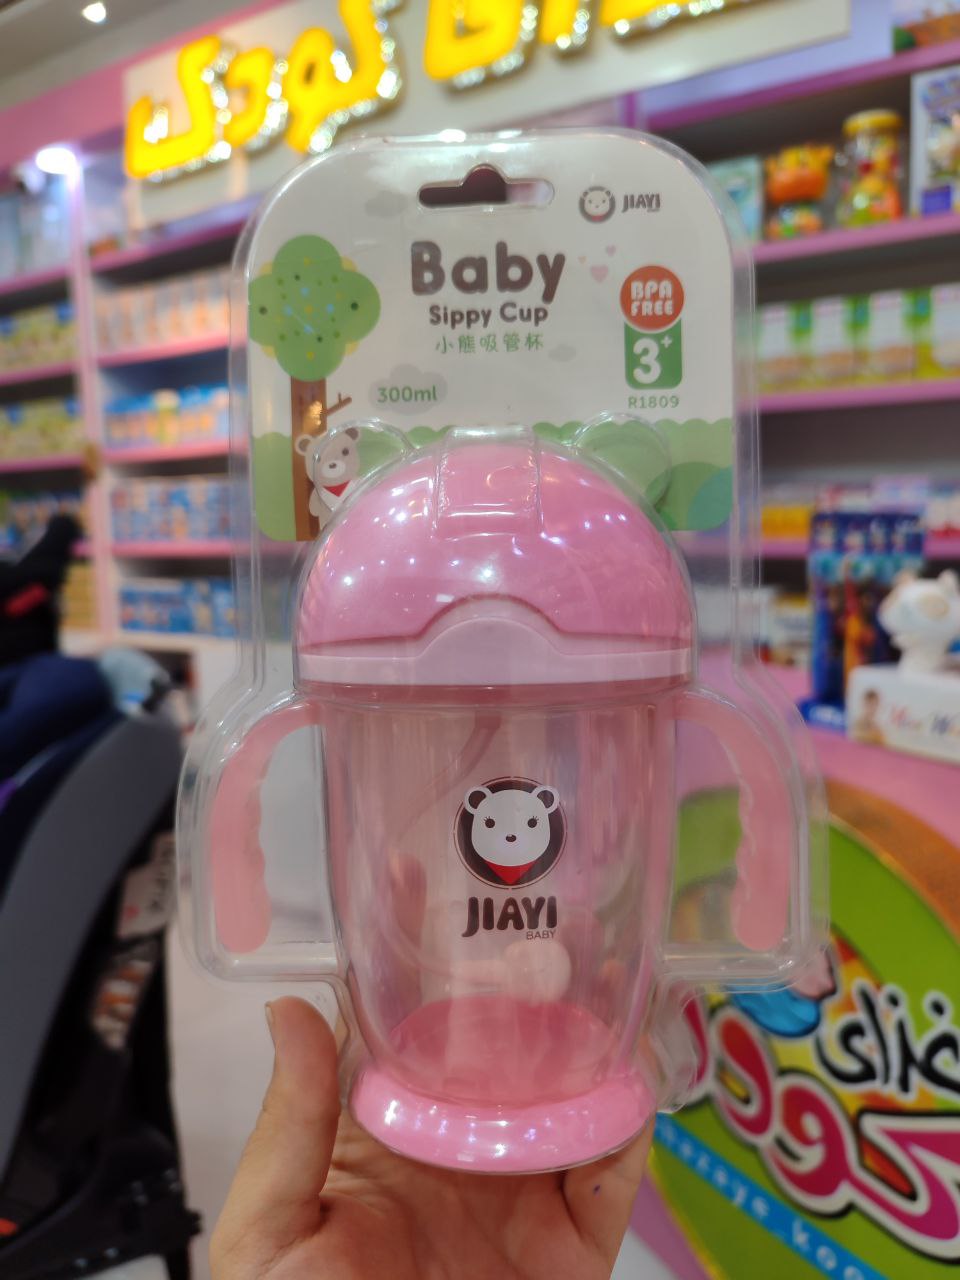 کودک
JIAYI
Baby
Sippy Cup
小熊吸管杯
300ml
BPA
FREE
3+
R1809
JIAYI
BABY
غذای
کودک